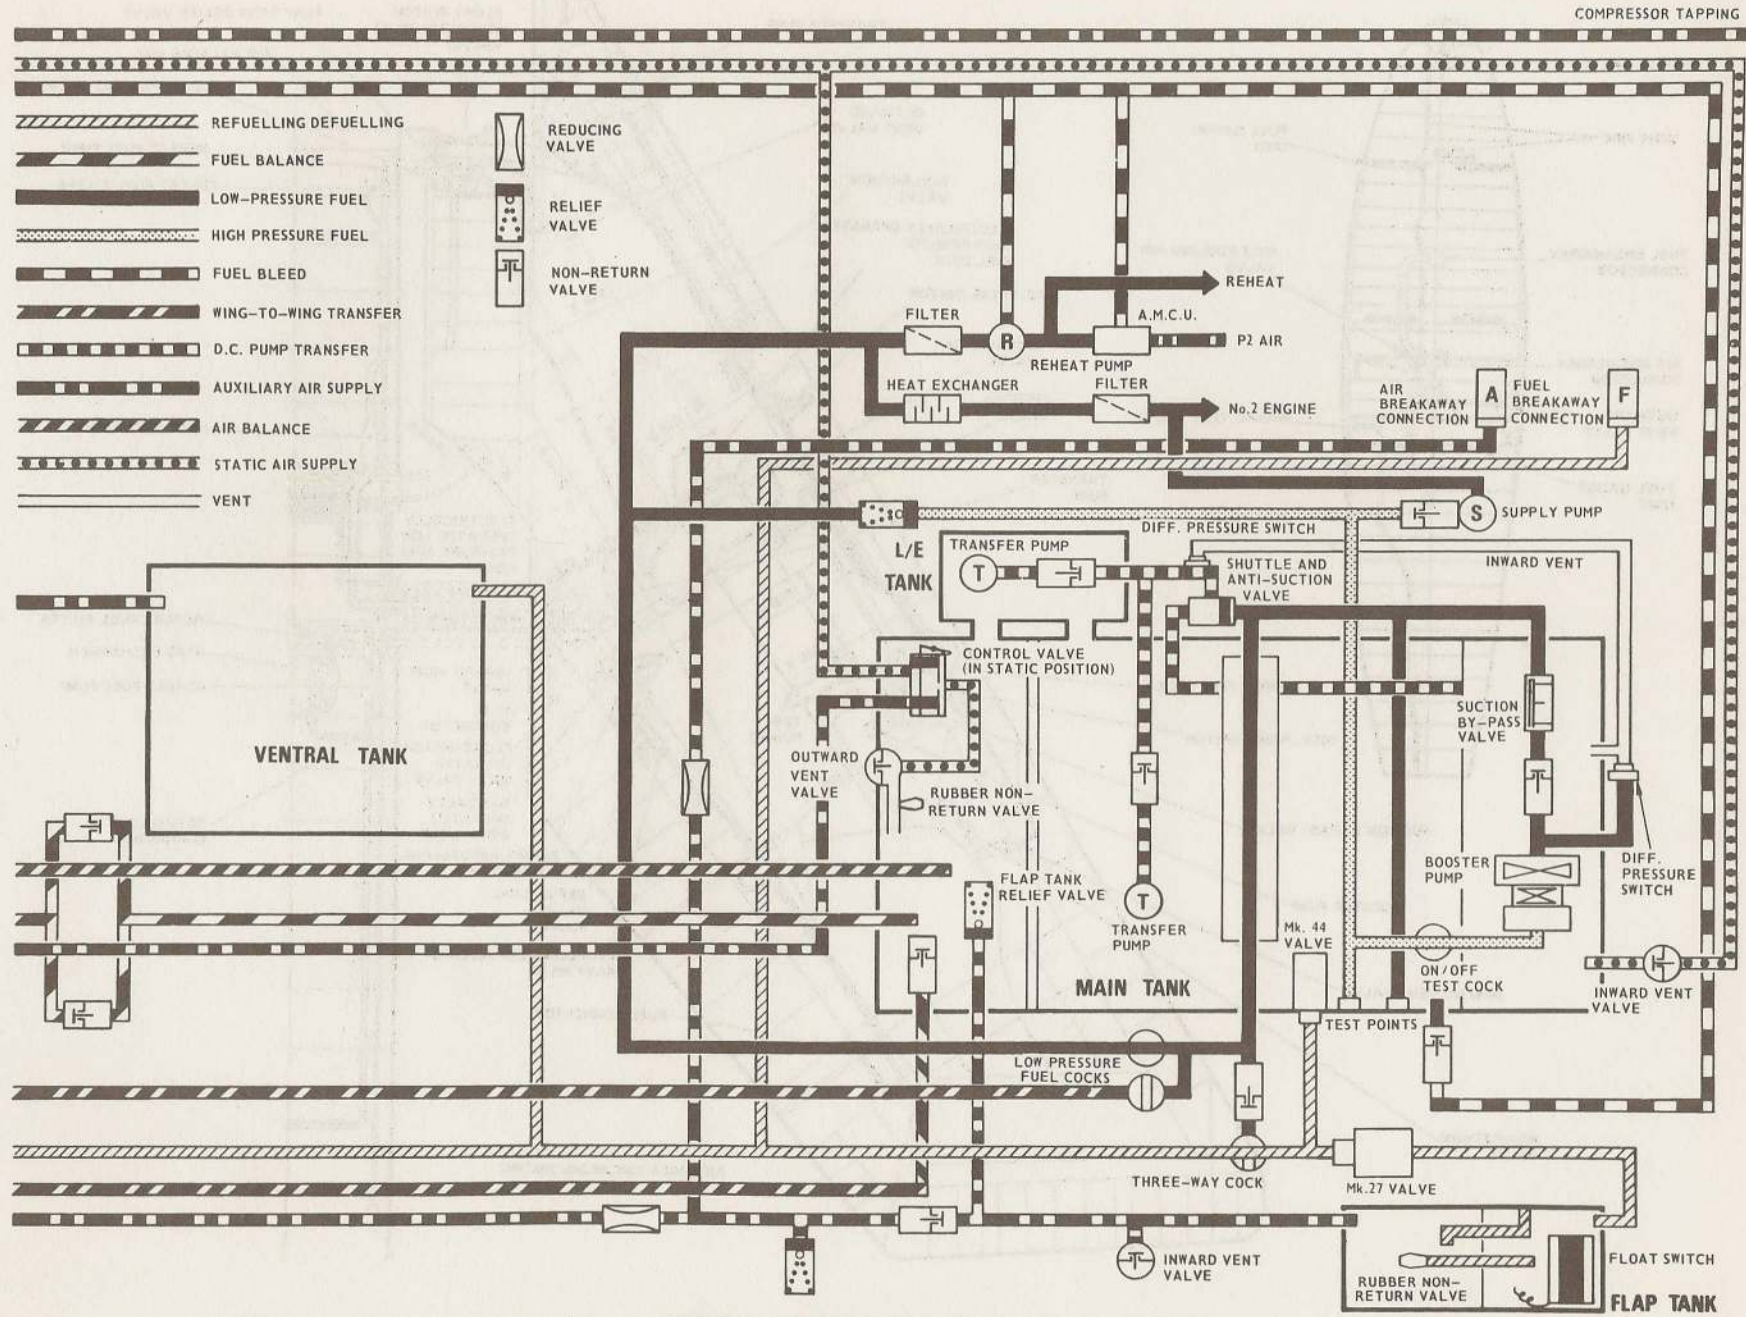 COMPRESSOR TAPPING
REFUELLING DEFUELLING
FUEL BALANCE
LOW-PRESSURE FUEL
HIGH PRESSURE FUEL
FUEL BLEED
WING-TO-WING TRANSFER
D.C. PUMP TRANSFER
AUXILIARY AIR SUPPLY
AIR BALANCE
STATIC AIR SUPPLY
VENT
REDUCING
VALVE
RELIEF
VALVE
NON-RETURN
VALVE
REHEAT
FILTER
A.M.C.U.
R
P2 AIR
REHEAT PUMP
HEAT EXCHANGER
FILTER
No.2 ENGINE
AIR
BREAKAWAY
CONNECTION
A
FUEL
BREAKAWAY
CONNECTION
F
S
SUPPLY PUMP
DIFF. PRESSURE SWITCH
L/E
TANK
TRANSFER PUMP
T
SHUTTLE AND
ANTI-SUCTION
VALVE
INWARD VENT
CONTROL VALVE
(IN STATIC POSITION)
VENTRAL TANK
OUTWARD
VENT
VALVE
RUBBER NON-
RETURN VALVE
SUCTION
BY-PASS
VALVE
FLAP TANK
RELIEF VALVE
T
TRANSFER
PUMP
BOOSTER
PUMP
DIFF.
PRESSURE
SWITCH
Mk. 44
VALVE
ON/OFF
TEST COCK
MAIN TANK
INWARD VENT
VALVE
TEST POINTS
LOW PRESSURE
FUEL COCKS
THREE-WAY COCK
Mk.27 VALVE
INWARD VENT
VALVE
RUBBER NON-
RETURN VALVE
FLOAT SWITCH
FLAP TANK